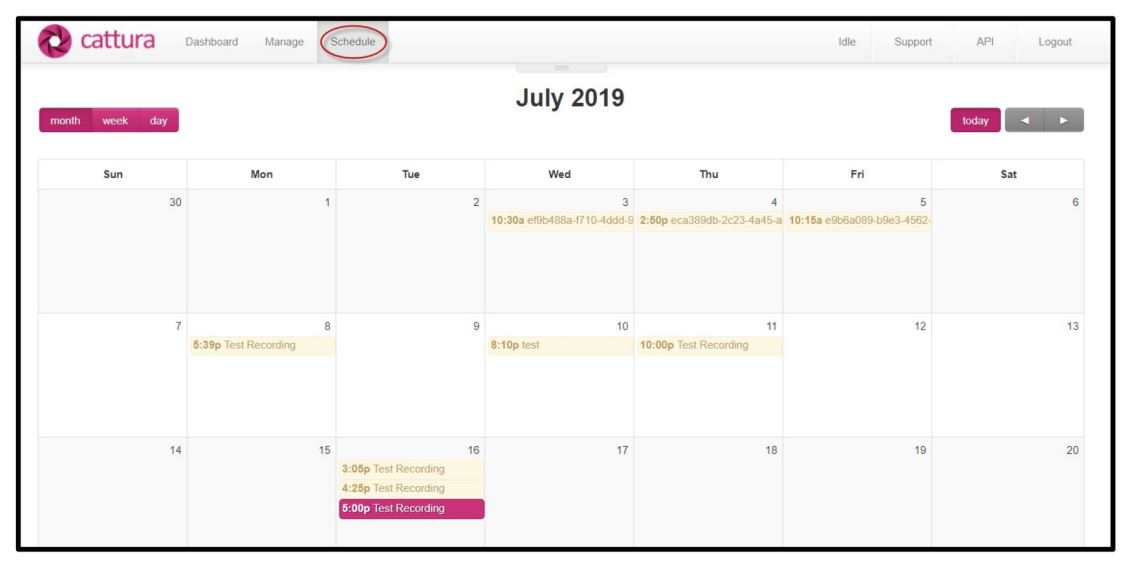 cattura Dashboard Manage Schedule Idle Support API Logout
July 2019
month week day today
Sun Mon Tue Wed Thu Fri Sat
30 1 2 3 4 5 6
10:30a ef9b488a-f710-4ddd-9 2:50p eca389db-2c23-4a45-a 10:15a e9b6a089-b9e3-4562-
7 8 9 10 11 12 13
5:39p Test Recording 8:10p test 10:00p Test Recording
14 15 16 17 18 19 20
3:05p Test Recording
4:25p Test Recording
5:00p Test Recording